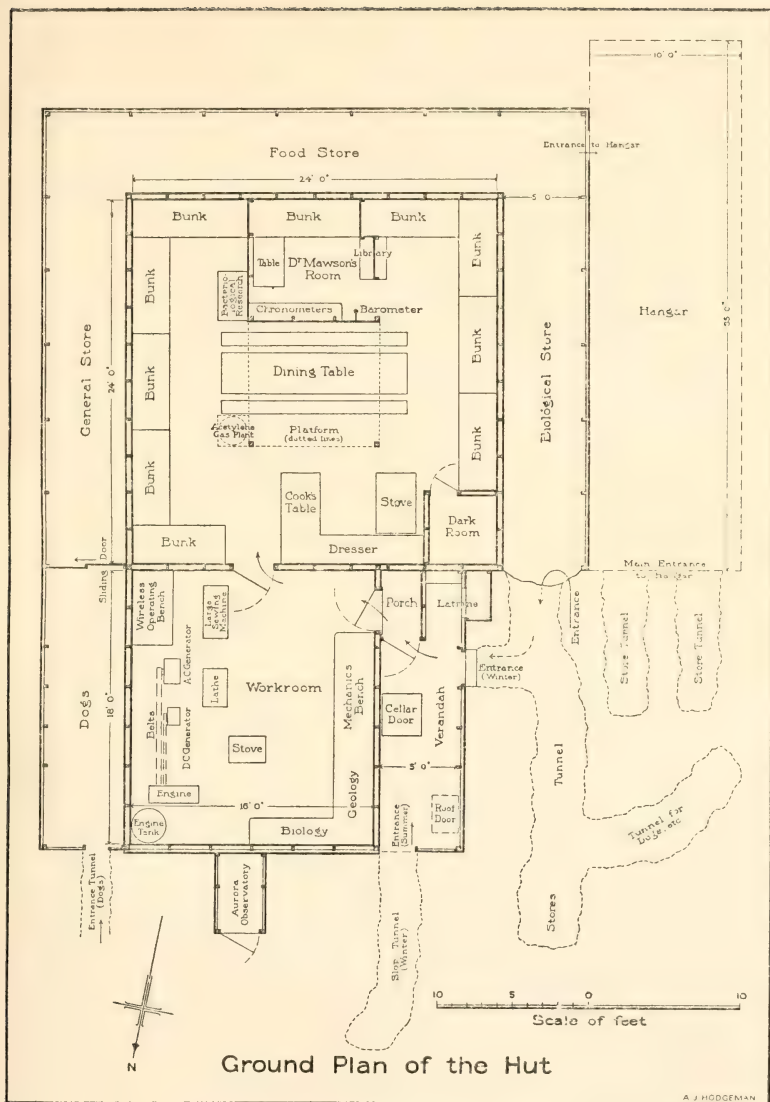 10' 0"
Food Store
Entrance to Hangar
24' 0"
5' 0
Bunk
Bunk
Bunk
Bunk
Library
Table
Dr Mawson's
Room
Bunk
Bacterio-
logical
Research
Chronometers
Barometer
Hangar
35' 0"
General Store
24' 0"
Bunk
Dining Table
Bunk
Biological Store
Acetylene
Gas Plant
Platform
(dotted lines)
Bunk
Bunk
Cook's
Table
Stove
Dark
Room
Bunk
Dresser
Door
Sliding
Main Entrance
to Hangar
Wireless
Operating
Bench
Large
Sewing
Machine
Porch
Latrine
Entrance
Store Tunnel
Store Tunnel
Entrance
(Winter)
AC Generator
Lathe
Workroom
Mechanics
Bench
Cellar
Door
Verandah
Dogs
18' 0"
Belts
DC Generator
Stove
Tunnel
5' 0"
Engine
16' 0"
Geology
Engine
Tank
Biology
Entrance
(Summer)
Roof
Door
Tunnel for
Entrance Tunnel
(Dogs)
Aurora
Observatory
Stores
Slop Tunnel
(Winter)
10 5 0 10
Scale of feet
N
Ground Plan of the Hut
A J HODGEMAN